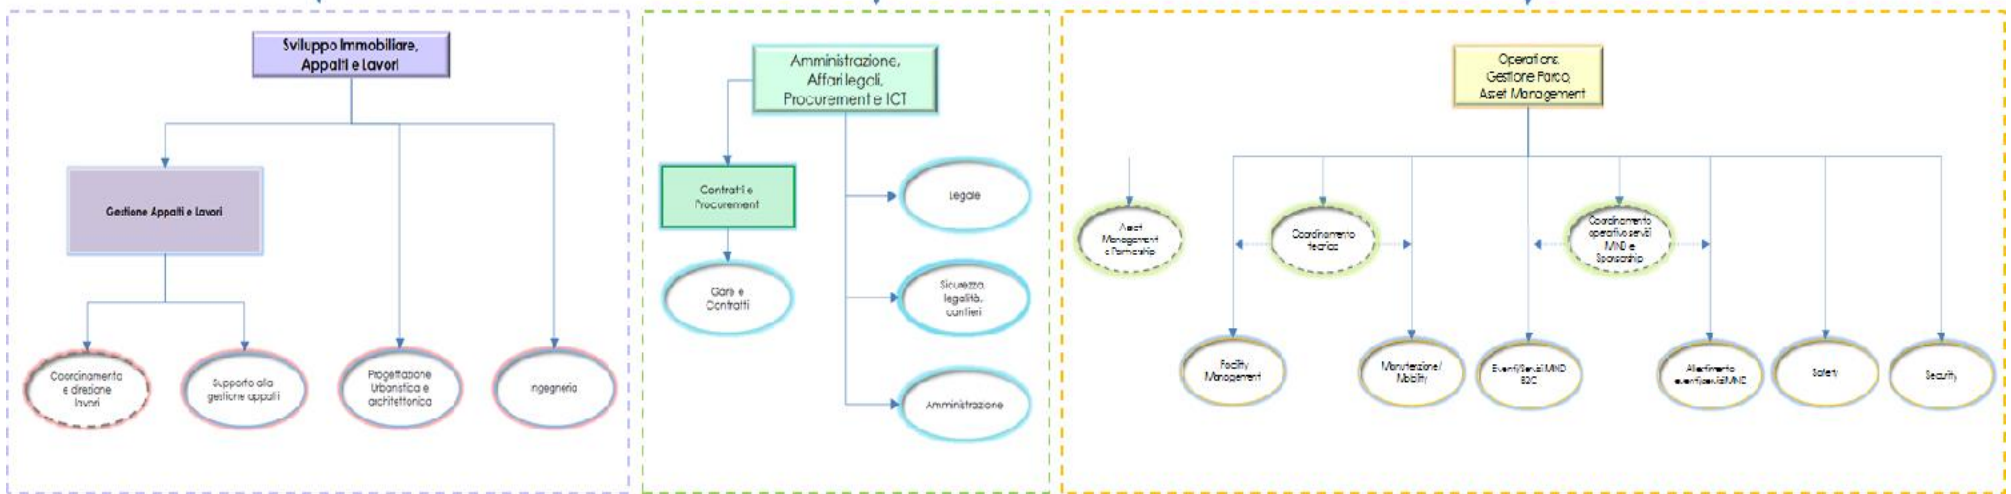 Sviluppo Immobiliare,
Appalti e Lavori
Gestione Appalti e Lavori
Coordinamento
e direzione
lavori
Supporto alla
gestione appalti
Progettazione
Urbanistica e
architettonica
Ingegneria
Amministrazione,
Affari legali,
Procurement e ICT
Contratti e
Procurement
Gare e
Contratti
Legale
Sicurezza,
legalità,
cantieri
Amministrazione
Operations,
Gestione Parco,
Asset Management
Asset
Management
e Partnership
Coordinamento
tecnico
Coordinamento
operativo servizi
MIND e
Sponsorship
Facility
Management
Manutenzione/
Mobility
Eventi/Servizi MIND
B2C
Allestimento
eventi/servizi MIND
Safety
Security